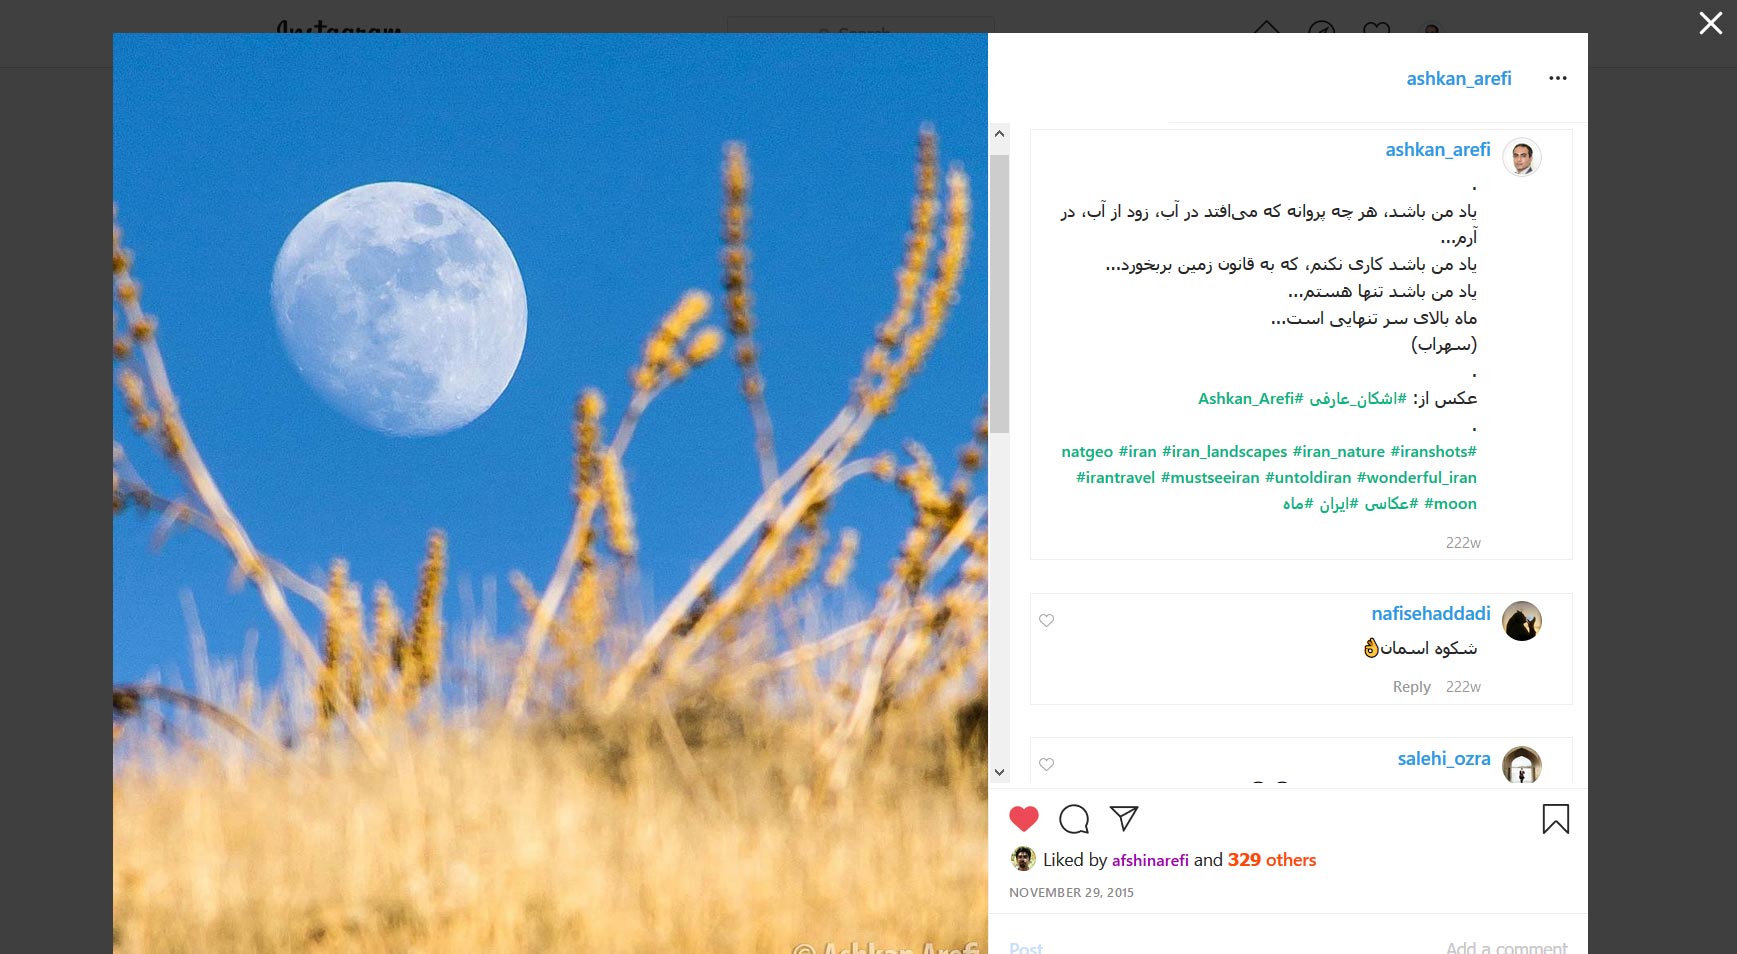 Instagram
Search
ashkan_arefi
ashkan_arefi
.
یاد من باشد، هر چه پروانه که می‌افتد در آب، زود از آب، در
آرم...
یاد من باشد کاری نکنم، که به قانون زمین بربخورد...
یاد من باشد تنها هستم...
ماه بالای سر تنهایی است...
(سهراب)
.
عکس از: #اشکان_عارفی #Ashkan_Arefi
.
#natgeo #iran #iran_landscapes #iran_nature #iranshots
#irantravel #mustseeiran #untoldiran #wonderful_iran
#moon #عکاسی #ایران #ماه
222w
nafisehaddadi
شکوه اسمان👌
Reply 222w
salehi_ozra
Liked by afshinarefi and 329 others
NOVEMBER 29, 2015
Post Add a comment
© Ashkan Arefi